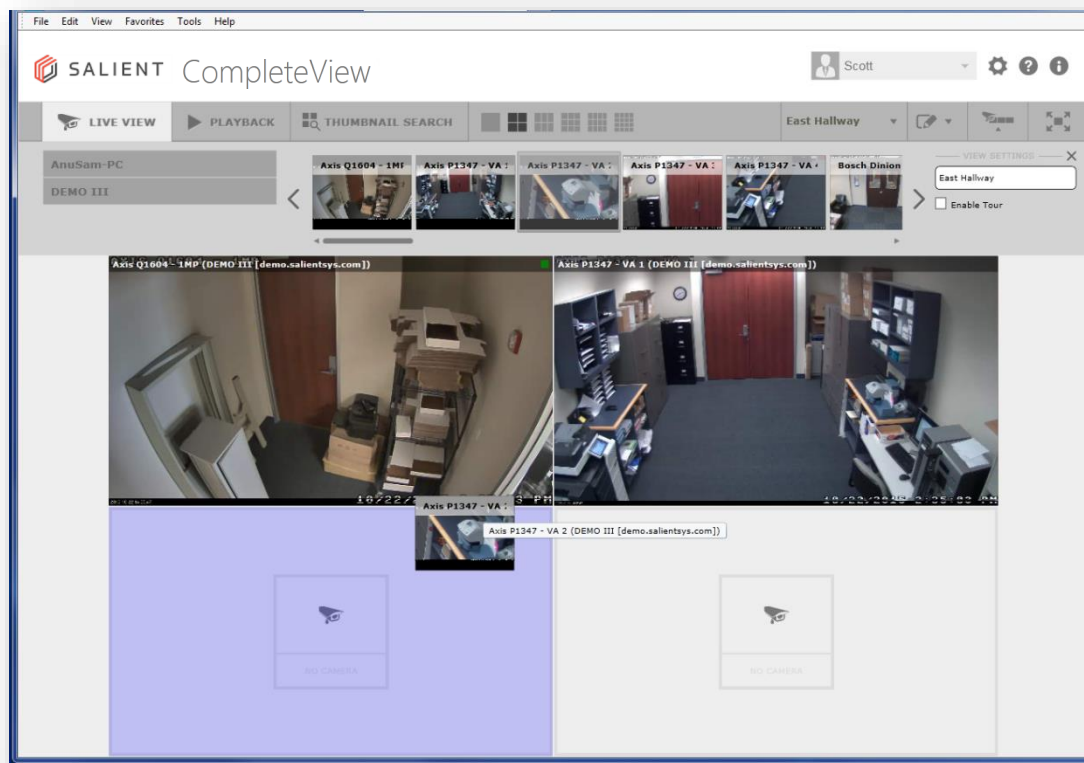 File Edit View Favorites Tools Help
SALIENT CompleteView
Scott
LIVE VIEW
PLAYBACK
THUMBNAIL SEARCH
East Hallway
AnuSam-PC
DEMO III
Axis Q1604 - 1MP
Axis P1347 - VA
Axis P1347 - VA
Axis P1347 - VA
Axis P1347 - VA
Bosch Dinion
VIEW SETTINGS
East Hallway
Enable Tour
Axis Q1604 - 1MP (DEMO III [demo.salientsys.com])
Axis P1347 - VA 1 (DEMO III [demo.salientsys.com])
Axis P1347 - VA
Axis P1347 - VA 2 (DEMO III [demo.salientsys.com])
NO CAMERA
NO CAMERA